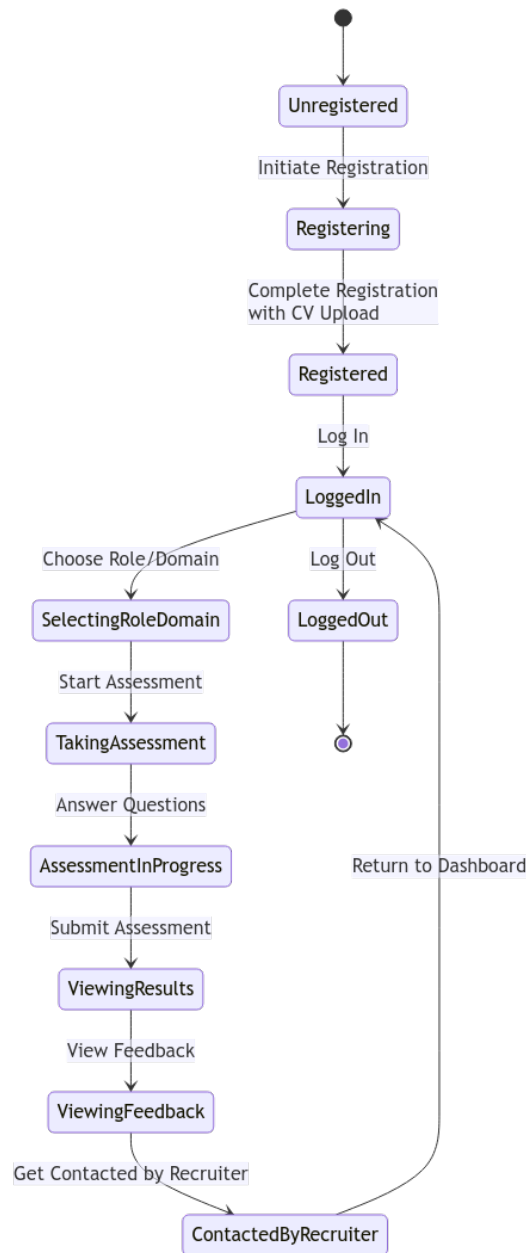 Unregistered
Initiate Registration
Registering
Complete Registration
with CV Upload
Registered
Log In
LoggedIn
Choose Role/Domain
Log Out
SelectingRoleDomain
LoggedOut
Start Assessment
TakingAssessment
Answer Questions
AssessmentInProgress
Return to Dashboard
Submit Assessment
ViewingResults
View Feedback
ViewingFeedback
Get Contacted by Recruiter
ContactedByRecruiter